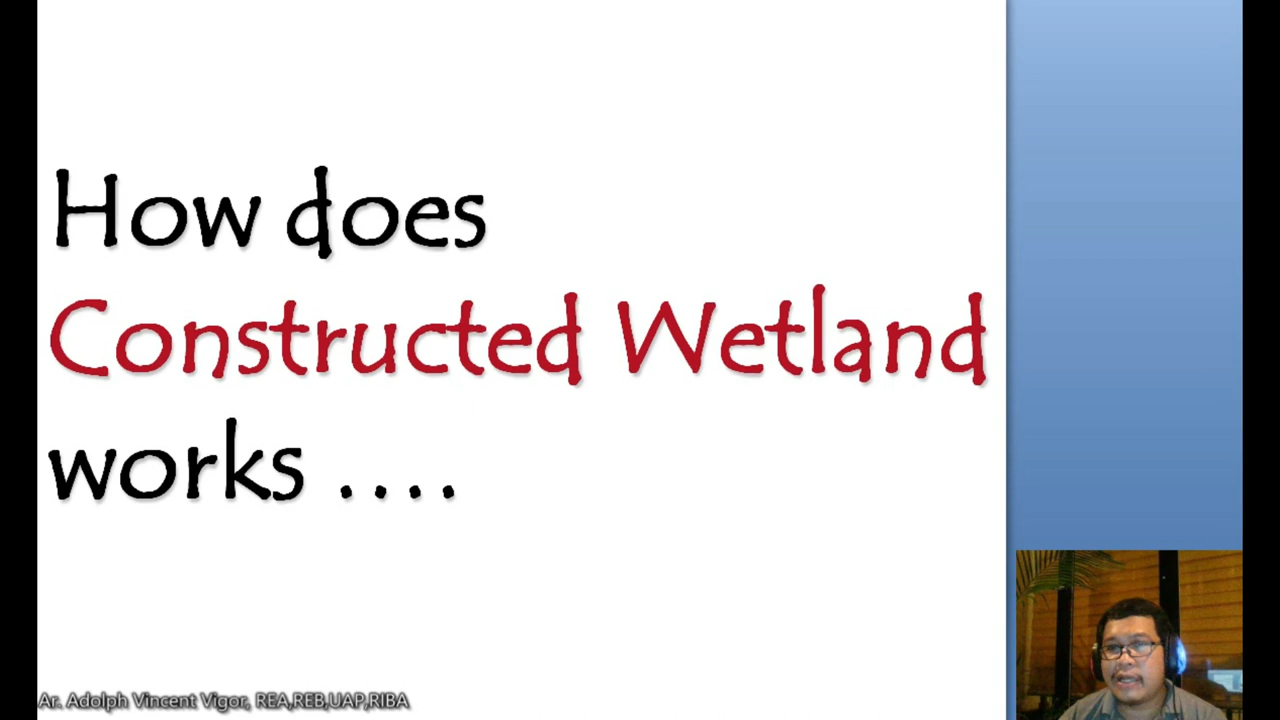 How does
Constructed Wetland
works ....
Ar. Adolph Vincent Vigor, REA,REB,UAP,RIBA